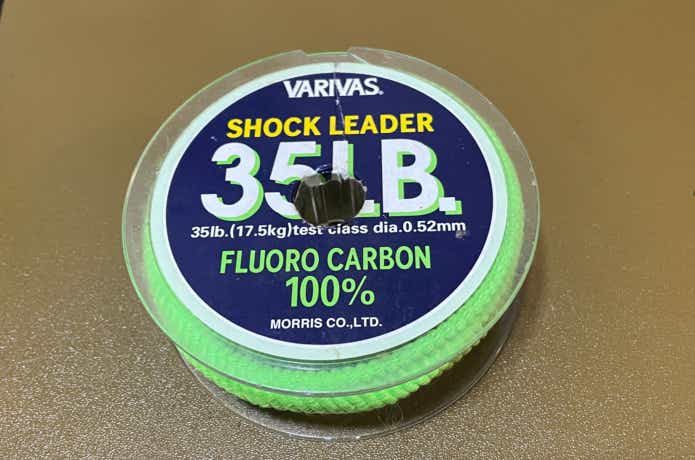 VARIVAS®
SHOCK LEADER
35LB.
35lb.(17.5kg)test class dia.0.52mm
FLUORO CARBON
100%
MORRIS CO.,LTD.